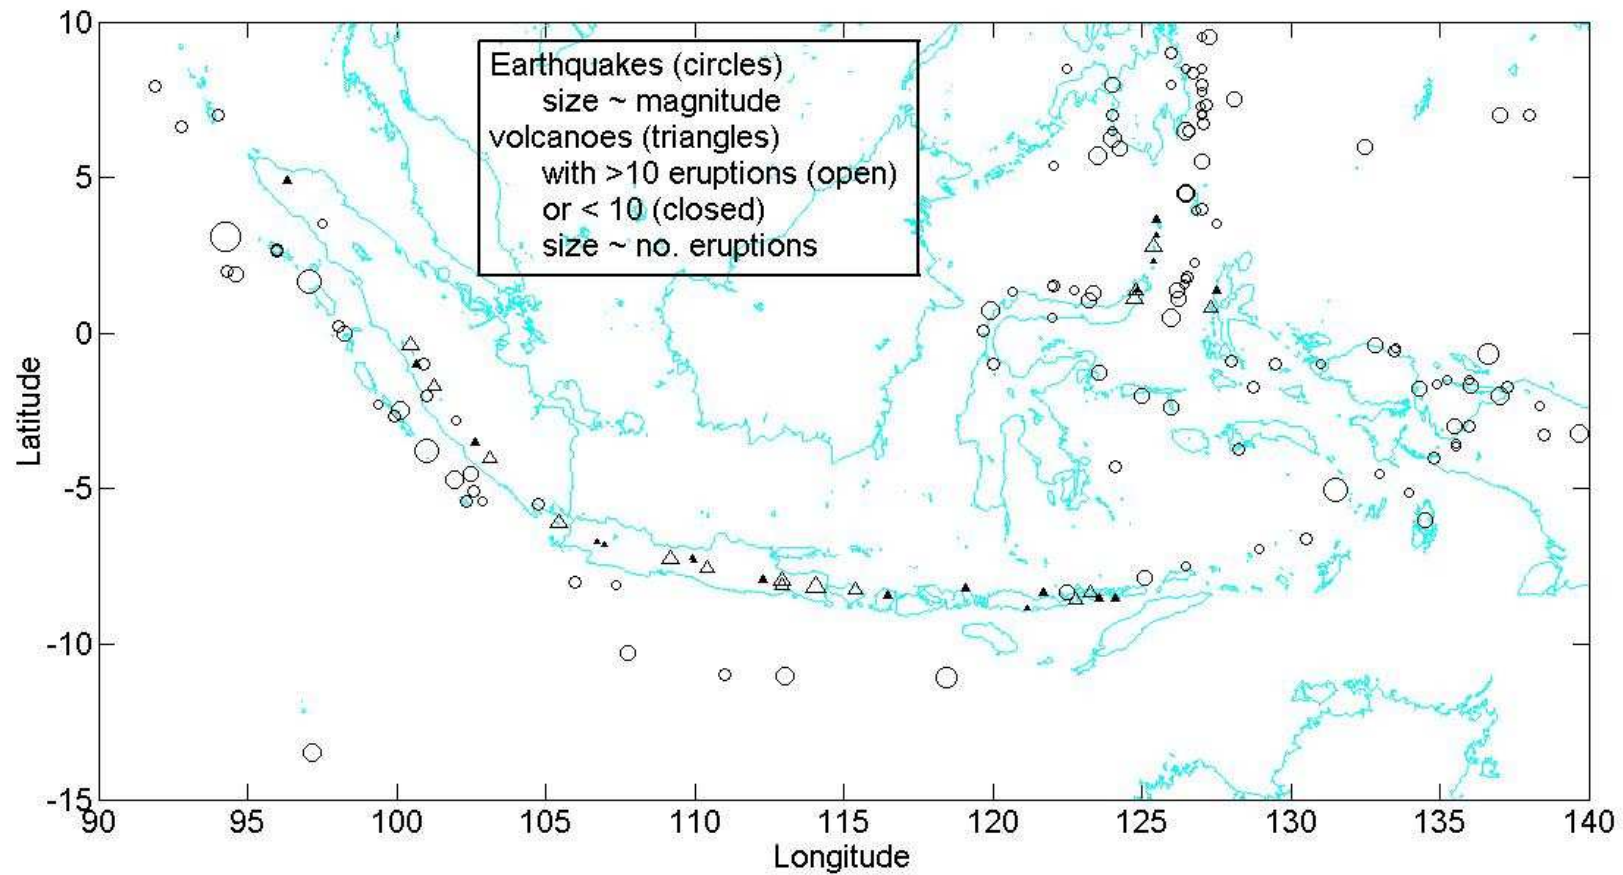 10
5
0
-5
-10
-15
Latitude
Earthquakes (circles)
size ~ magnitude
volcanoes (triangles)
with >10 eruptions (open)
or < 10 (closed)
size ~ no. eruptions
90 95 100 105 110 115 120 125 130 135 140
Longitude